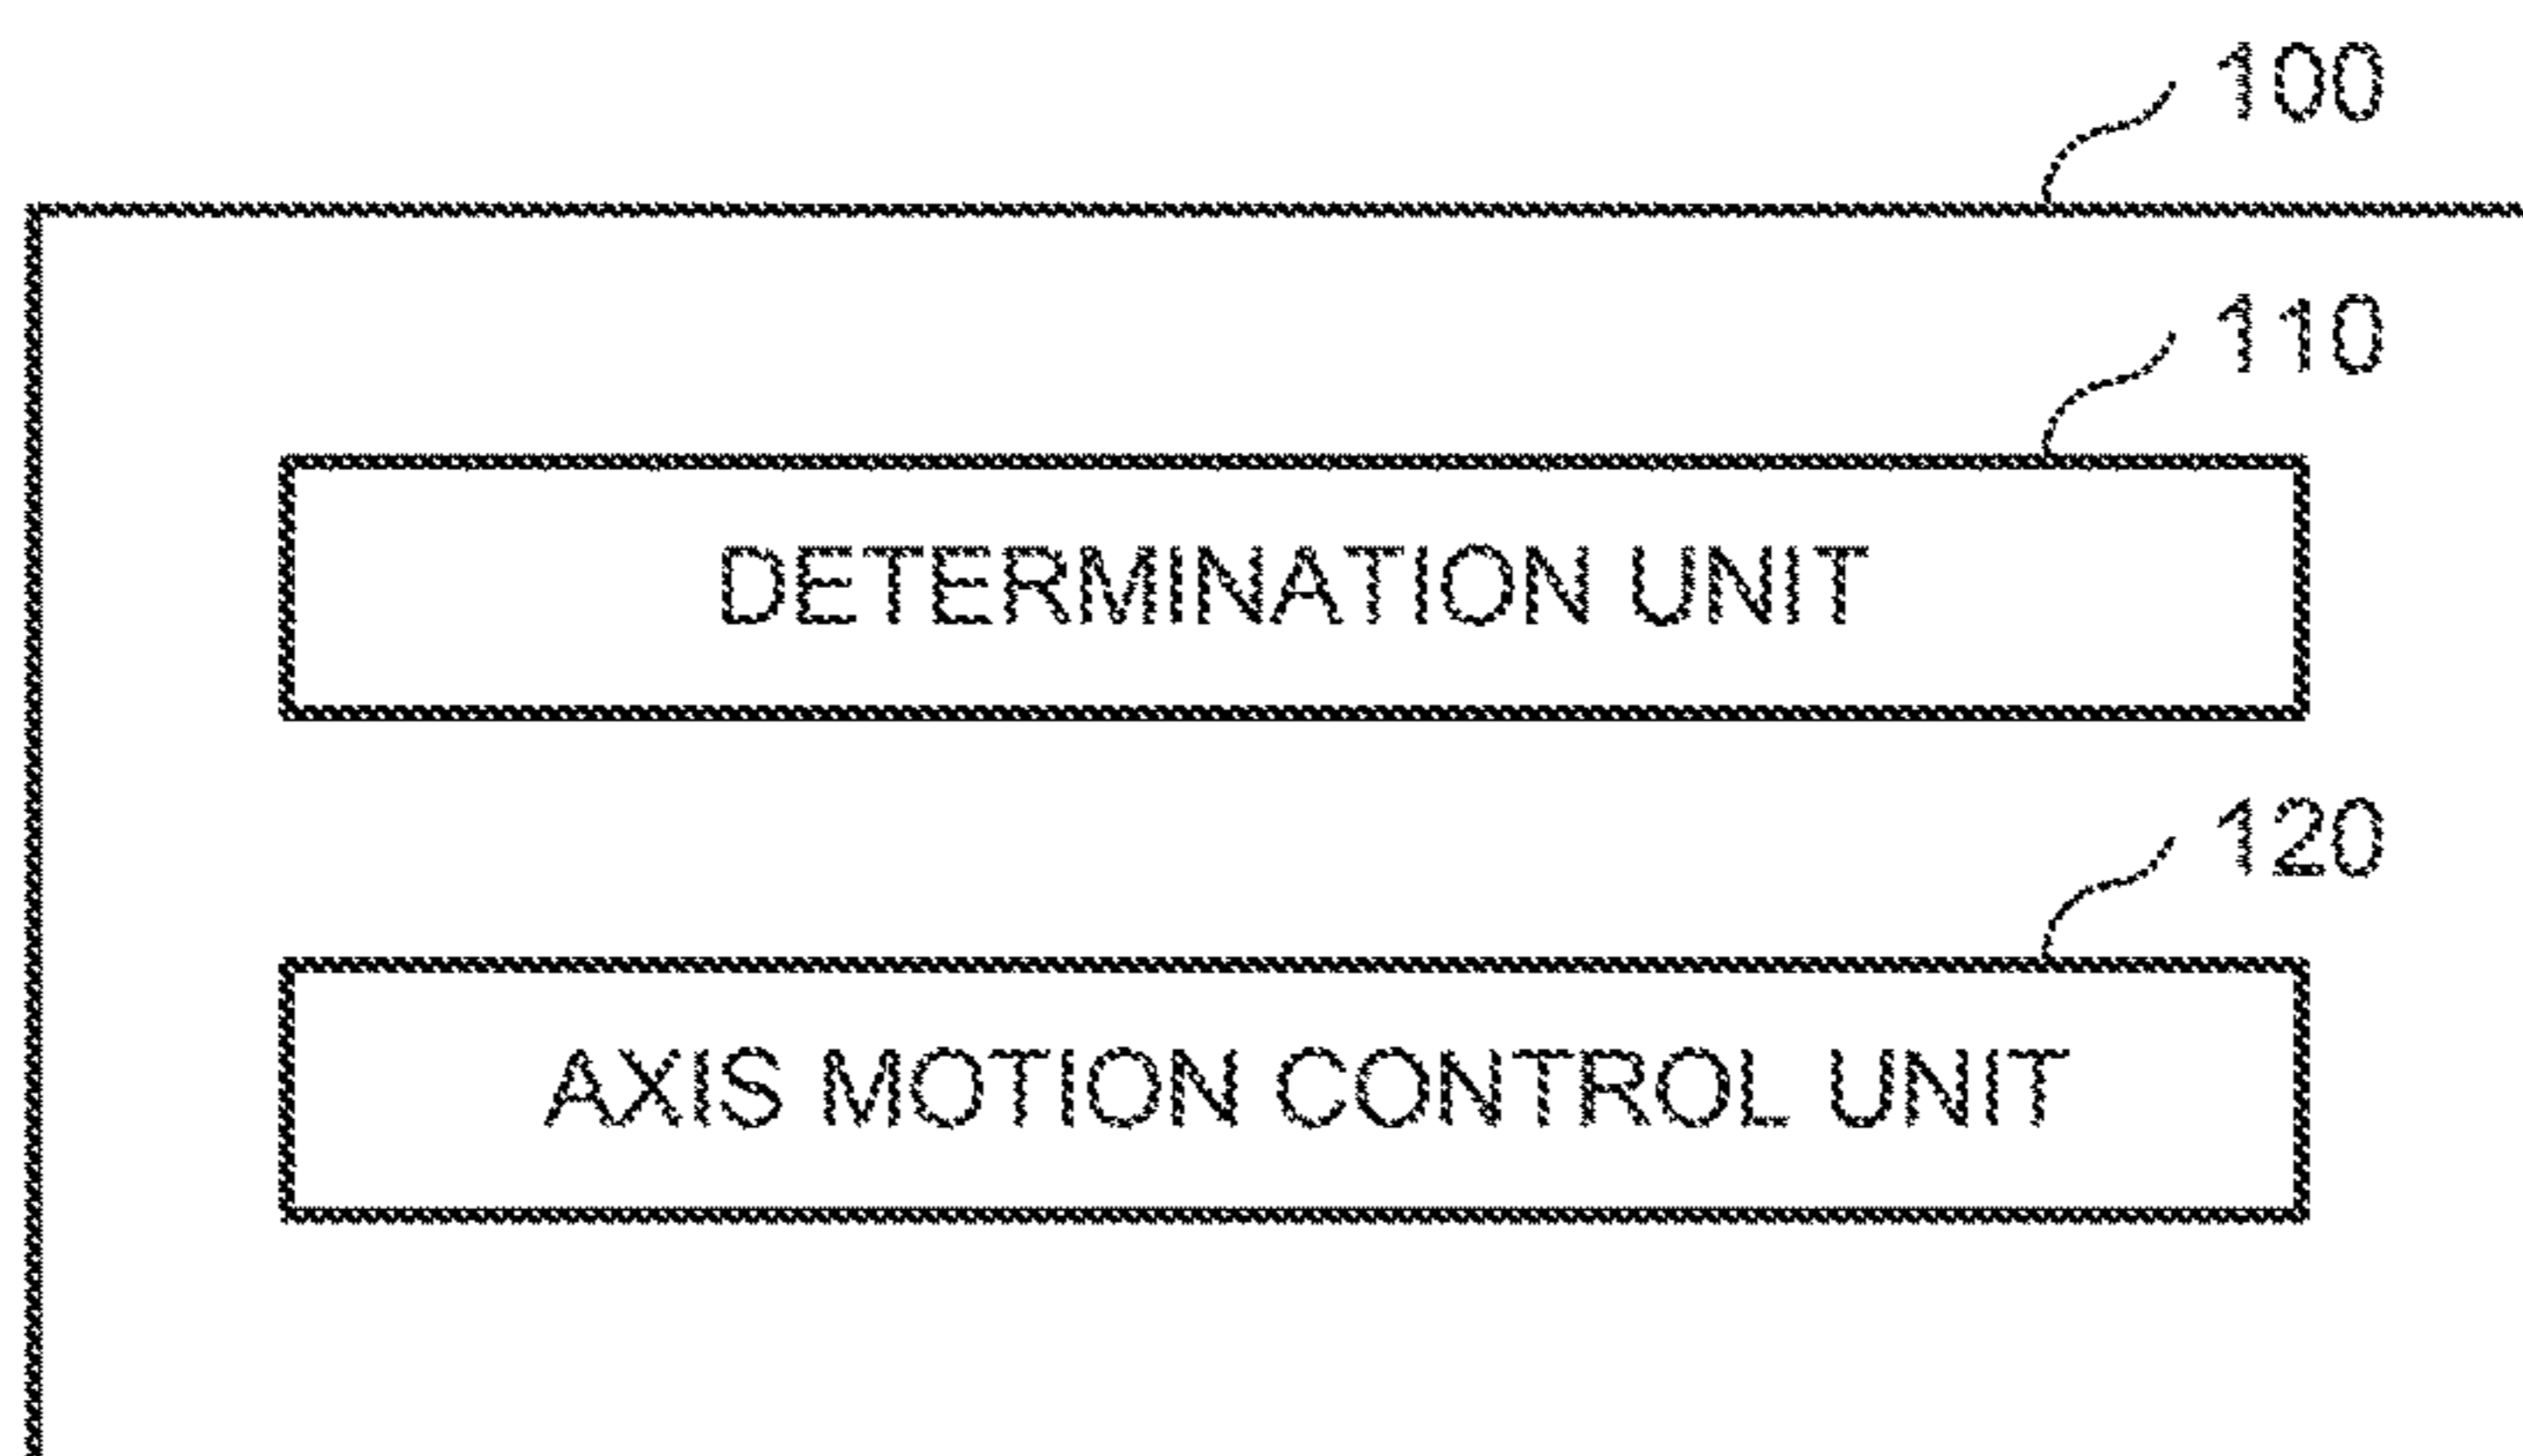 100
110
DETERMINATION UNIT
120
AXIS MOTION CONTROL UNIT